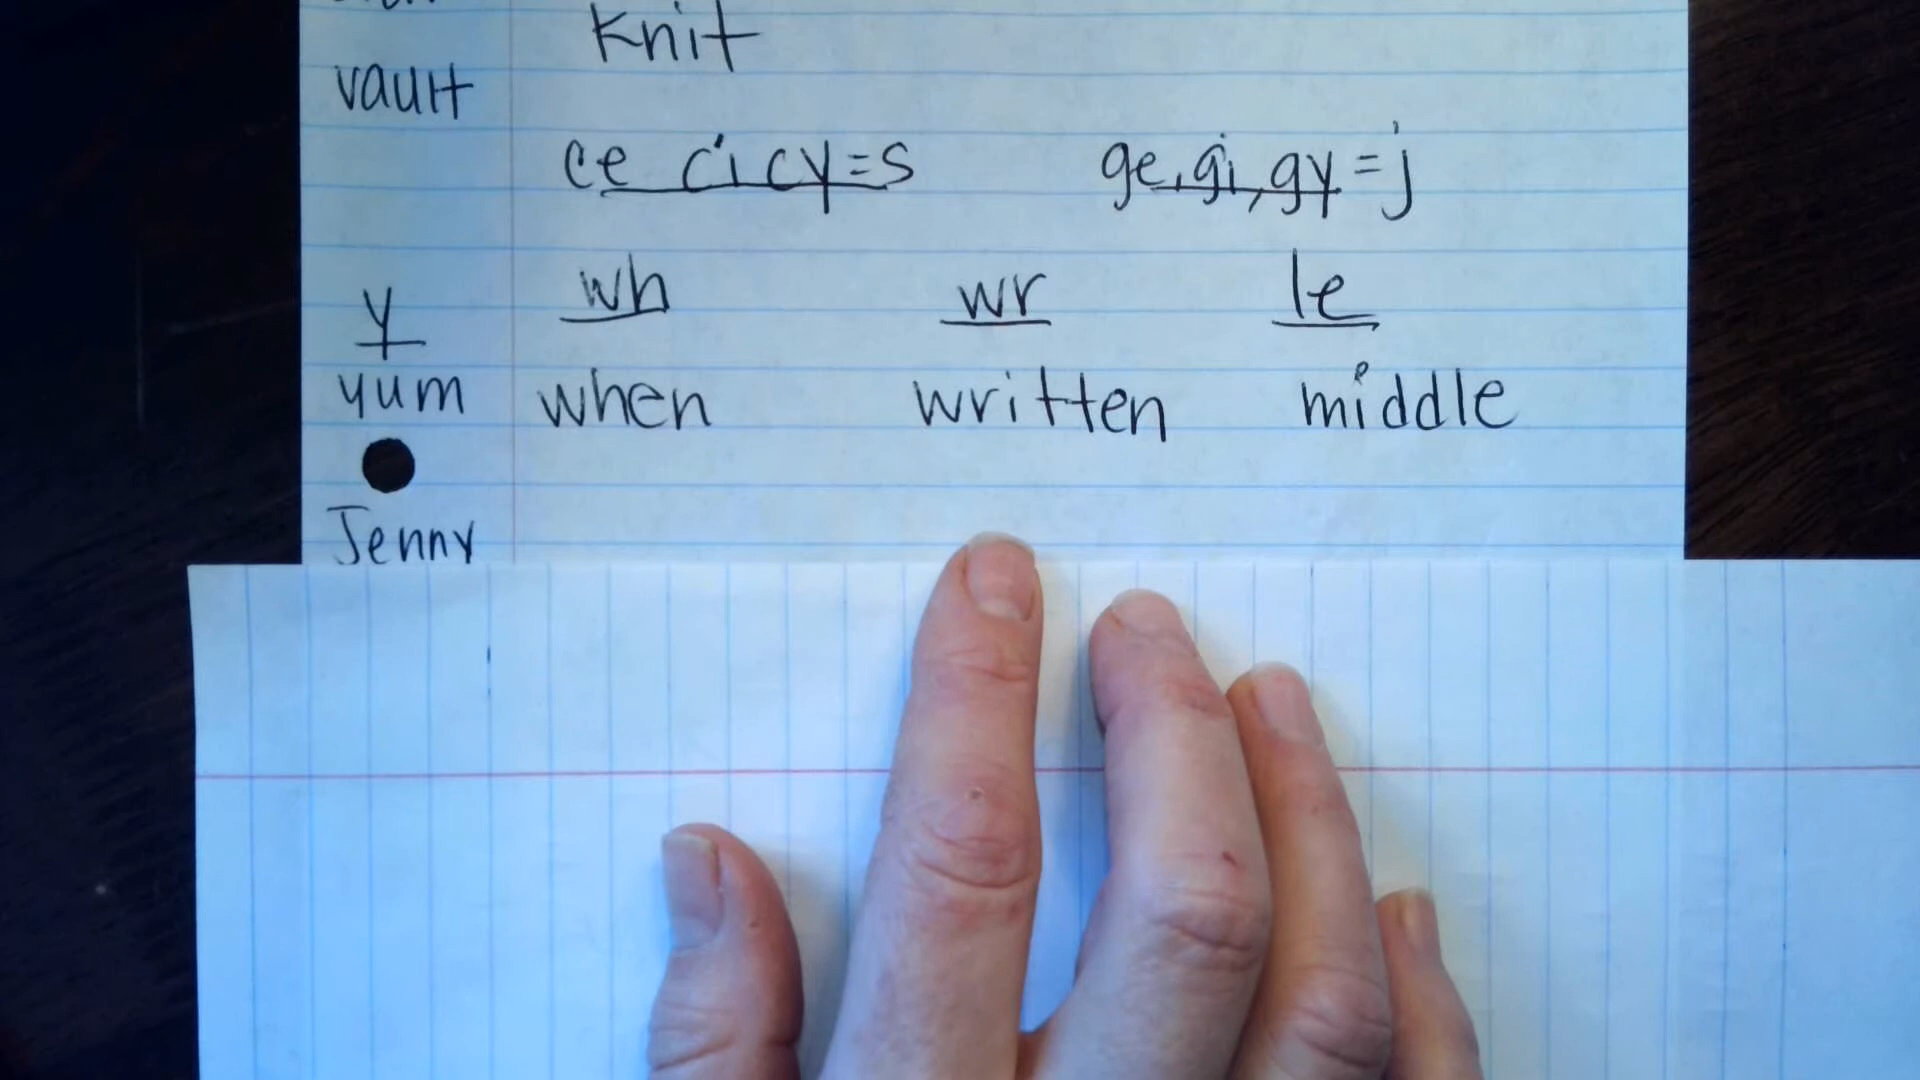 Knit
vault
ce ci cy=s ge, gi, gy=j
y wh wr le
yum when written middle
Jenny